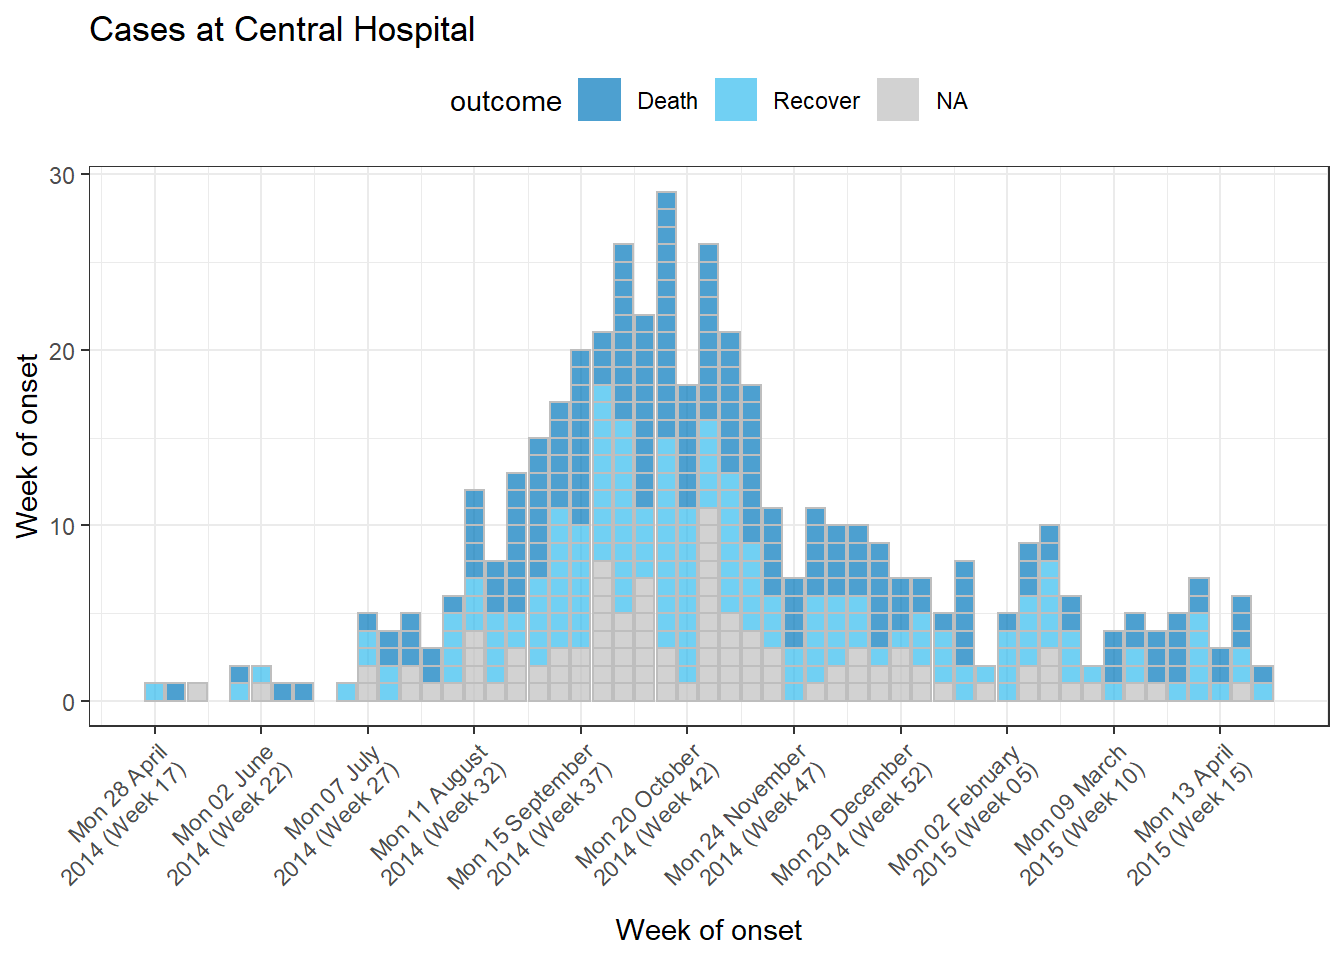 Cases at Central Hospital
outcome Death Recover NA
Week of onset
30
20
10
0
Mon 28 April
2014 (Week 17)
Mon 02 June
2014 (Week 22)
Mon 07 July
2014 (Week 27)
Mon 11 August
2014 (Week 32)
Mon 15 September
2014 (Week 37)
Mon 20 October
2014 (Week 42)
Mon 24 November
2014 (Week 47)
Mon 29 December
2014 (Week 52)
Mon 02 February
2015 (Week 05)
Mon 09 March
2015 (Week 10)
Mon 13 April
2015 (Week 15)
Week of onset